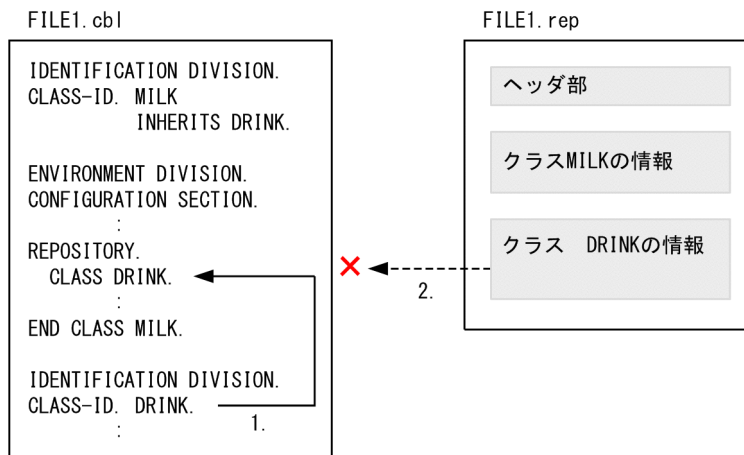 FILE1.cbl
IDENTIFICATION DIVISION.
CLASS-ID. MILK
INHERITS DRINK.
ENVIRONMENT DIVISION.
CONFIGURATION SECTION.
:
REPOSITORY.
CLASS DRINK.
:
END CLASS MILK.
IDENTIFICATION DIVISION.
CLASS-ID. DRINK.
:
1.
2.
FILE1.rep
ヘッダ部
クラスMILKの情報
クラス　DRINKの情報